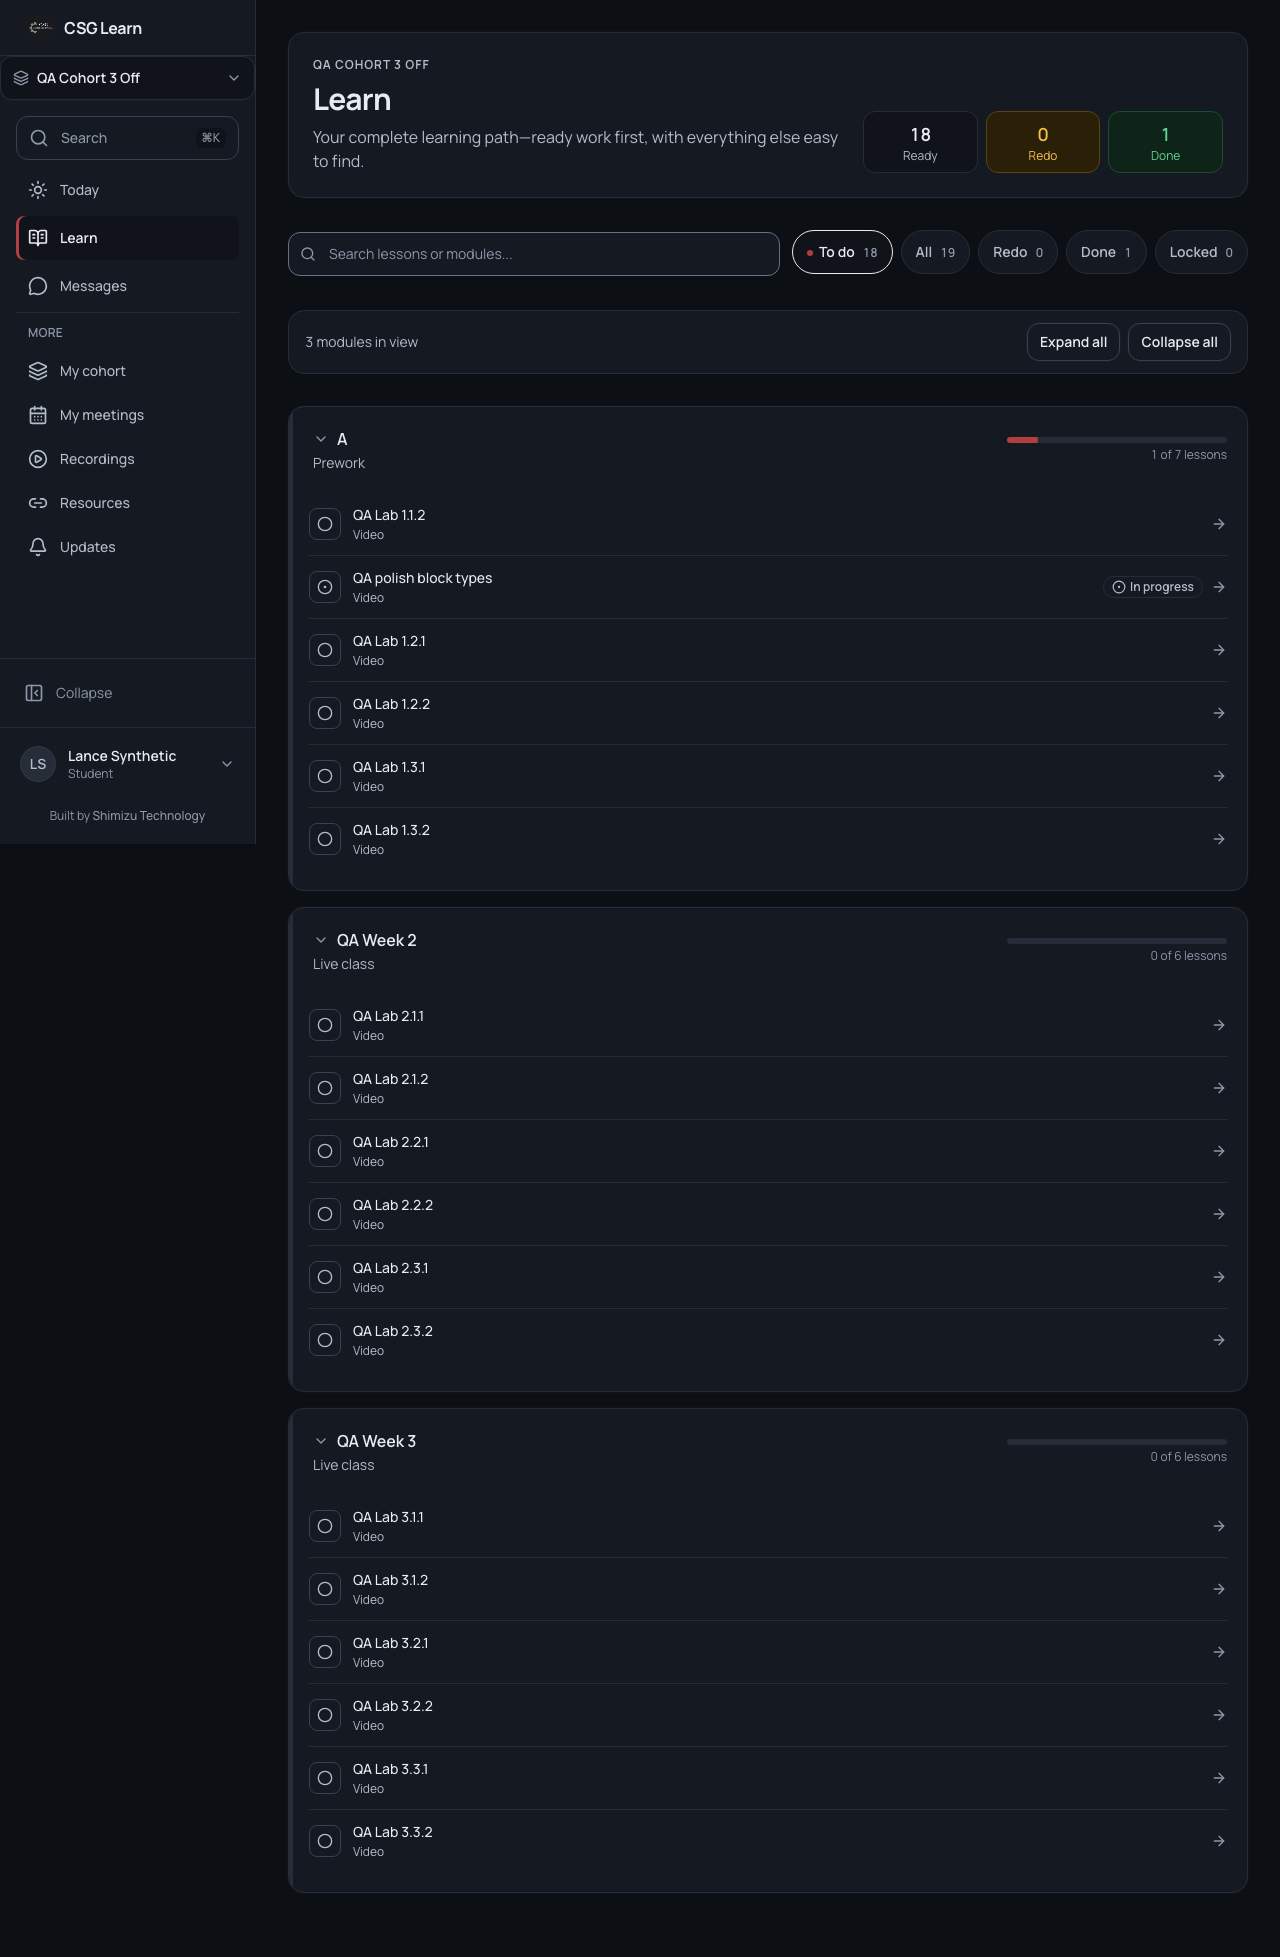 CSG Learn
QA Cohort 3 Off
Search ⌘K
Today
Learn
Messages
MORE
My cohort
My meetings
Recordings
Resources
Updates
Collapse
LS
Lance Synthetic
Student
Built by Shimizu Technology
QA COHORT 3 OFF
Learn
Your complete learning path—ready work first, with everything else easy
to find.
18
Ready
0
Redo
1
Done
Search lessons or modules...
To do 18
All 19
Redo 0
Done 1
Locked 0
3 modules in view
Expand all
Collapse all
A
Prework
1 of 7 lessons
QA Lab 1.1.2
Video
QA polish block types
Video
In progress
QA Lab 1.2.1
Video
QA Lab 1.2.2
Video
QA Lab 1.3.1
Video
QA Lab 1.3.2
Video
QA Week 2
Live class
0 of 6 lessons
QA Lab 2.1.1
Video
QA Lab 2.1.2
Video
QA Lab 2.2.1
Video
QA Lab 2.2.2
Video
QA Lab 2.3.1
Video
QA Lab 2.3.2
Video
QA Week 3
Live class
0 of 6 lessons
QA Lab 3.1.1
Video
QA Lab 3.1.2
Video
QA Lab 3.2.1
Video
QA Lab 3.2.2
Video
QA Lab 3.3.1
Video
QA Lab 3.3.2
Video